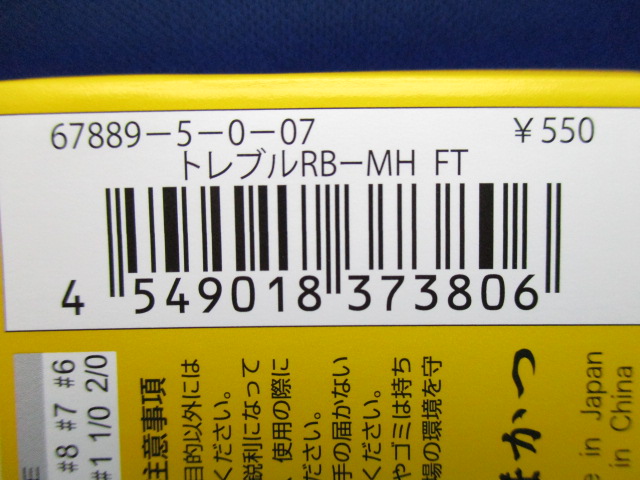 67889-5-0-07 ¥550
トレブルRB-MH FT
4 549018 373806
#8 #7 #6
#1 1/0 2/0
注意事項
目的以外には
ください。
鋭利になって
、使用の際に
ださい。
手の届かない
ください。
やゴミは持ち
場の環境を守
まかつ
e in Japan
in China